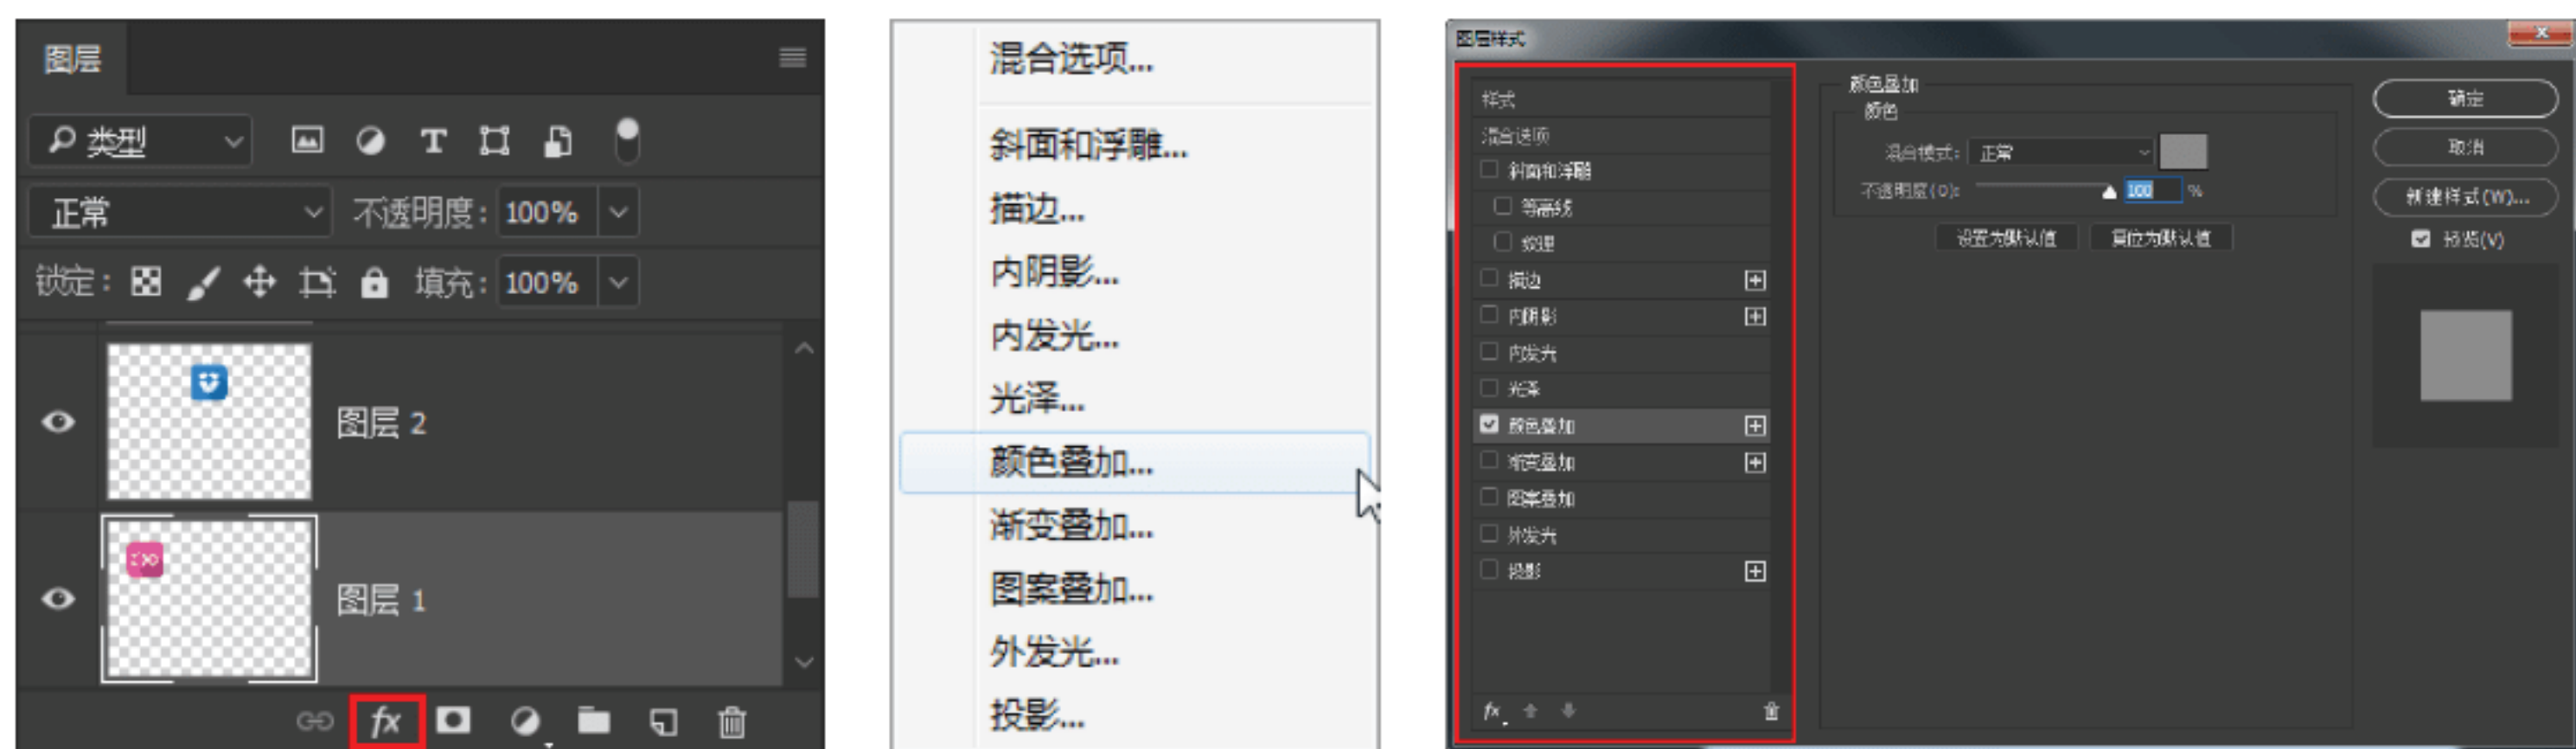 图层
类型
正常
不透明度: 100%
锁定:
填充: 100%
图层 2
图层 1
fx
混合选项...
斜面和浮雕...
描边...
内阴影...
内发光...
光泽...
颜色叠加...
渐变叠加...
图案叠加...
外发光...
投影...
图层样式
样式
混合选项
斜面和浮雕
等高线
纹理
描边
内阴影
内发光
光泽
颜色叠加
渐变叠加
图案叠加
外发光
投影
fx
颜色叠加
颜色
混合模式: 正常
不透明度(O): 100 %
设置为默认值 复位为默认值
确定
取消
新建样式(W)...
预览(V)